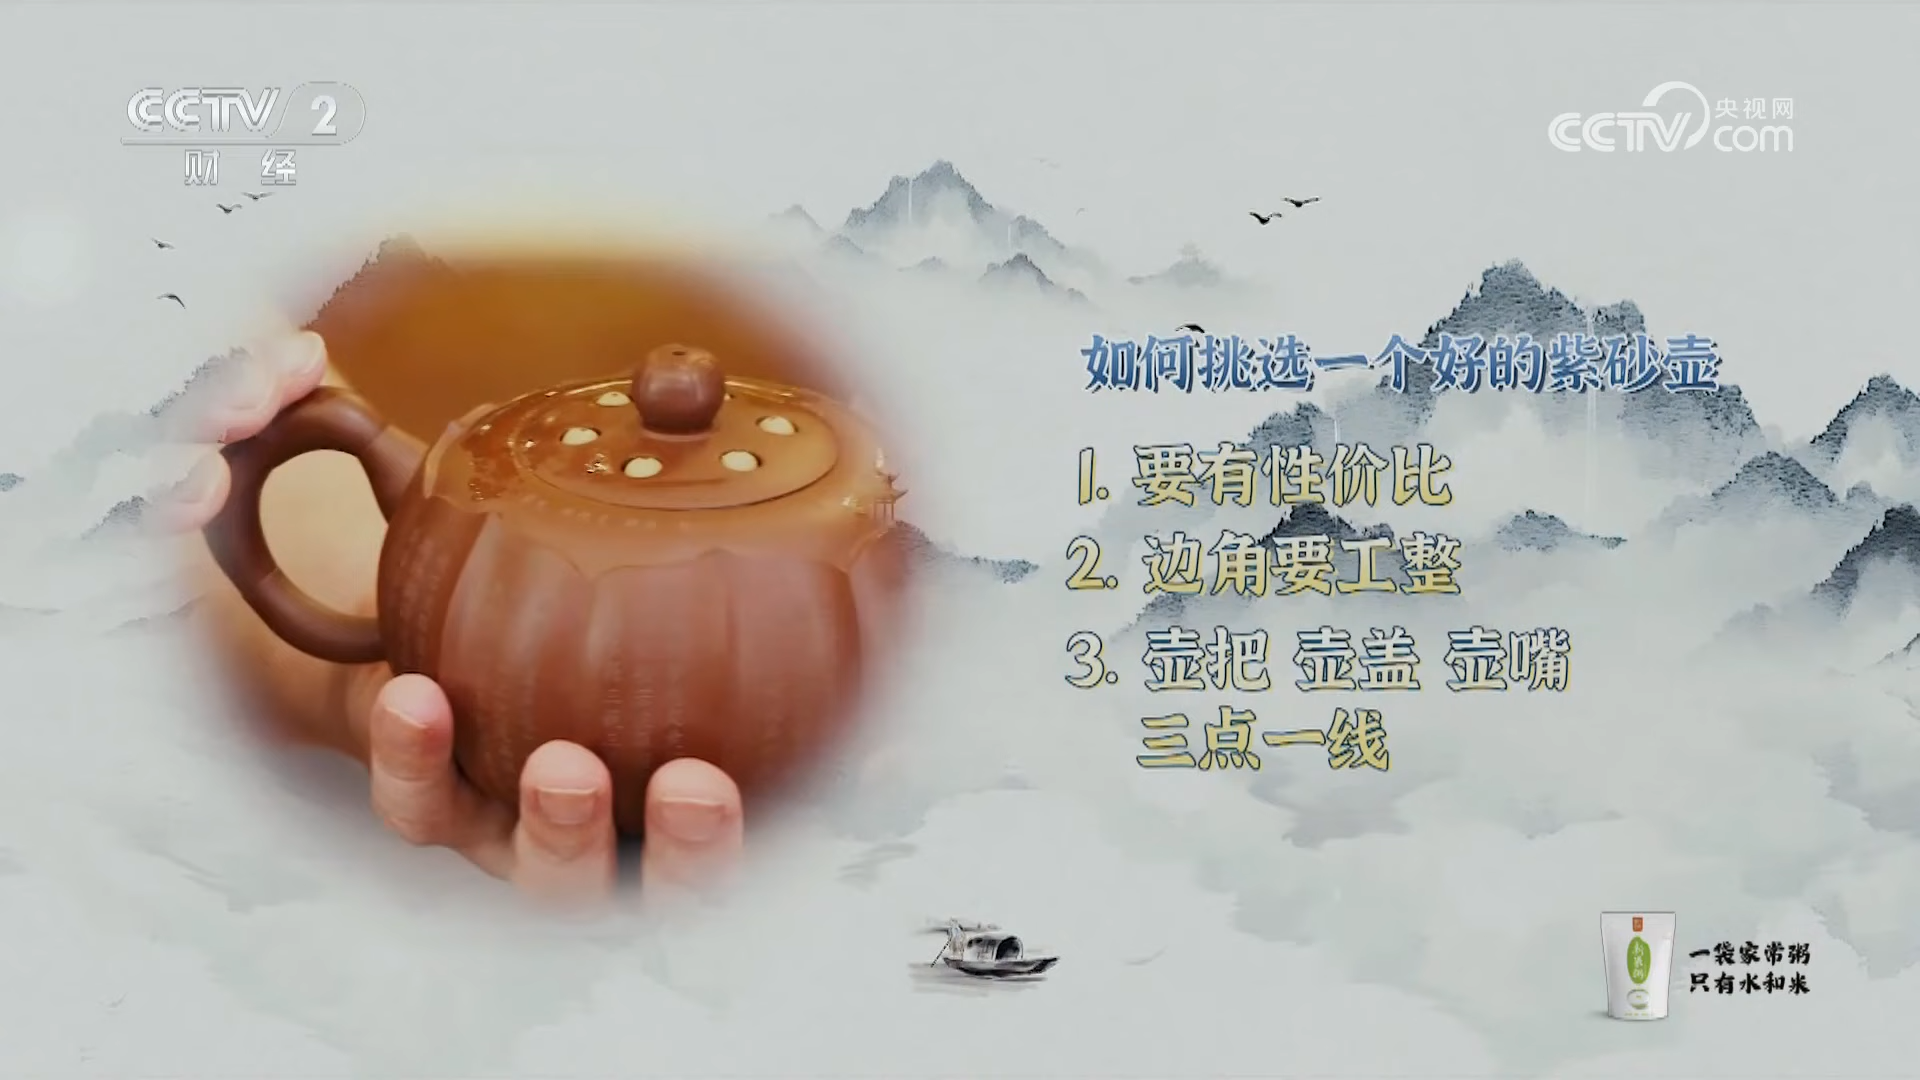 CCTV 2
财 经
央视网
CCTV.com
如何挑选一个好的紫砂壶
1. 要有性价比
2. 边角要工整
3. 壶把 壶盖 壶嘴
三点一线
一袋家常粥
只有水和米